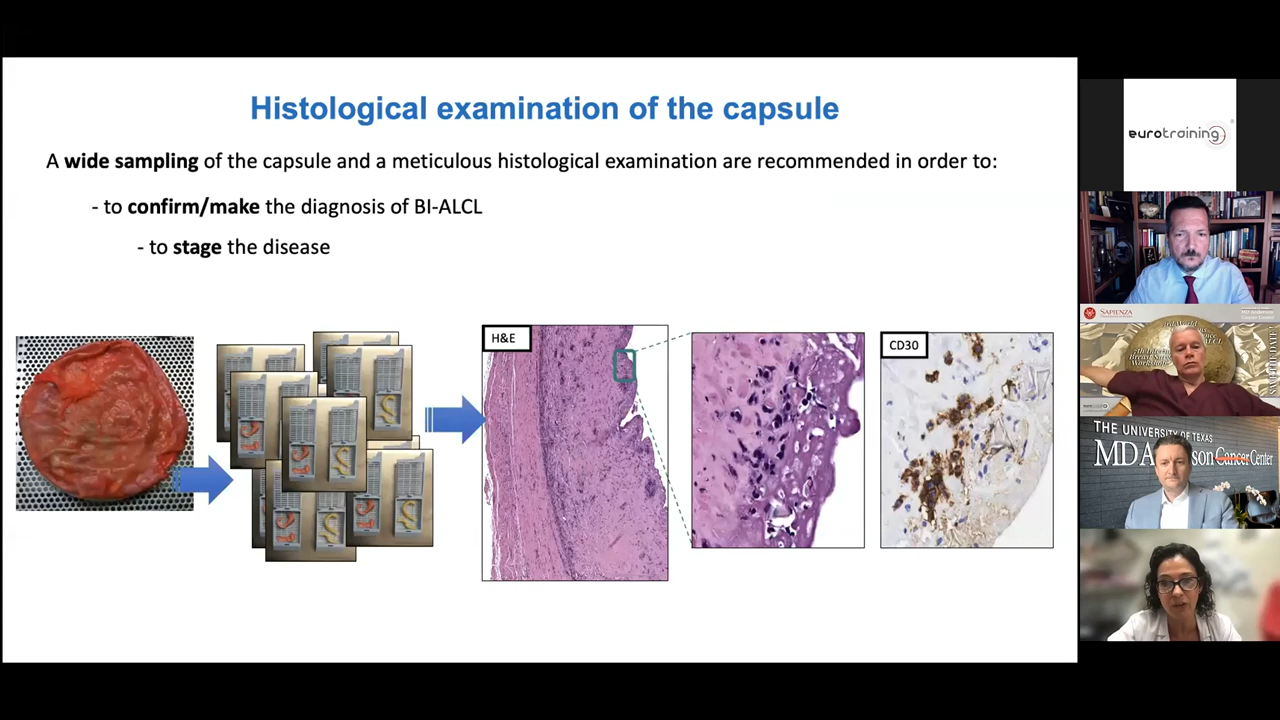 Histological examination of the capsule
A wide sampling of the capsule and a meticulous histological examination are recommended in order to:
- to confirm/make the diagnosis of BI-ALCL
- to stage the disease
H&E
CD30
eurotraining
SAPIENZA
THE UNIVERSITY OF TEXAS
MD A son Cancer Center